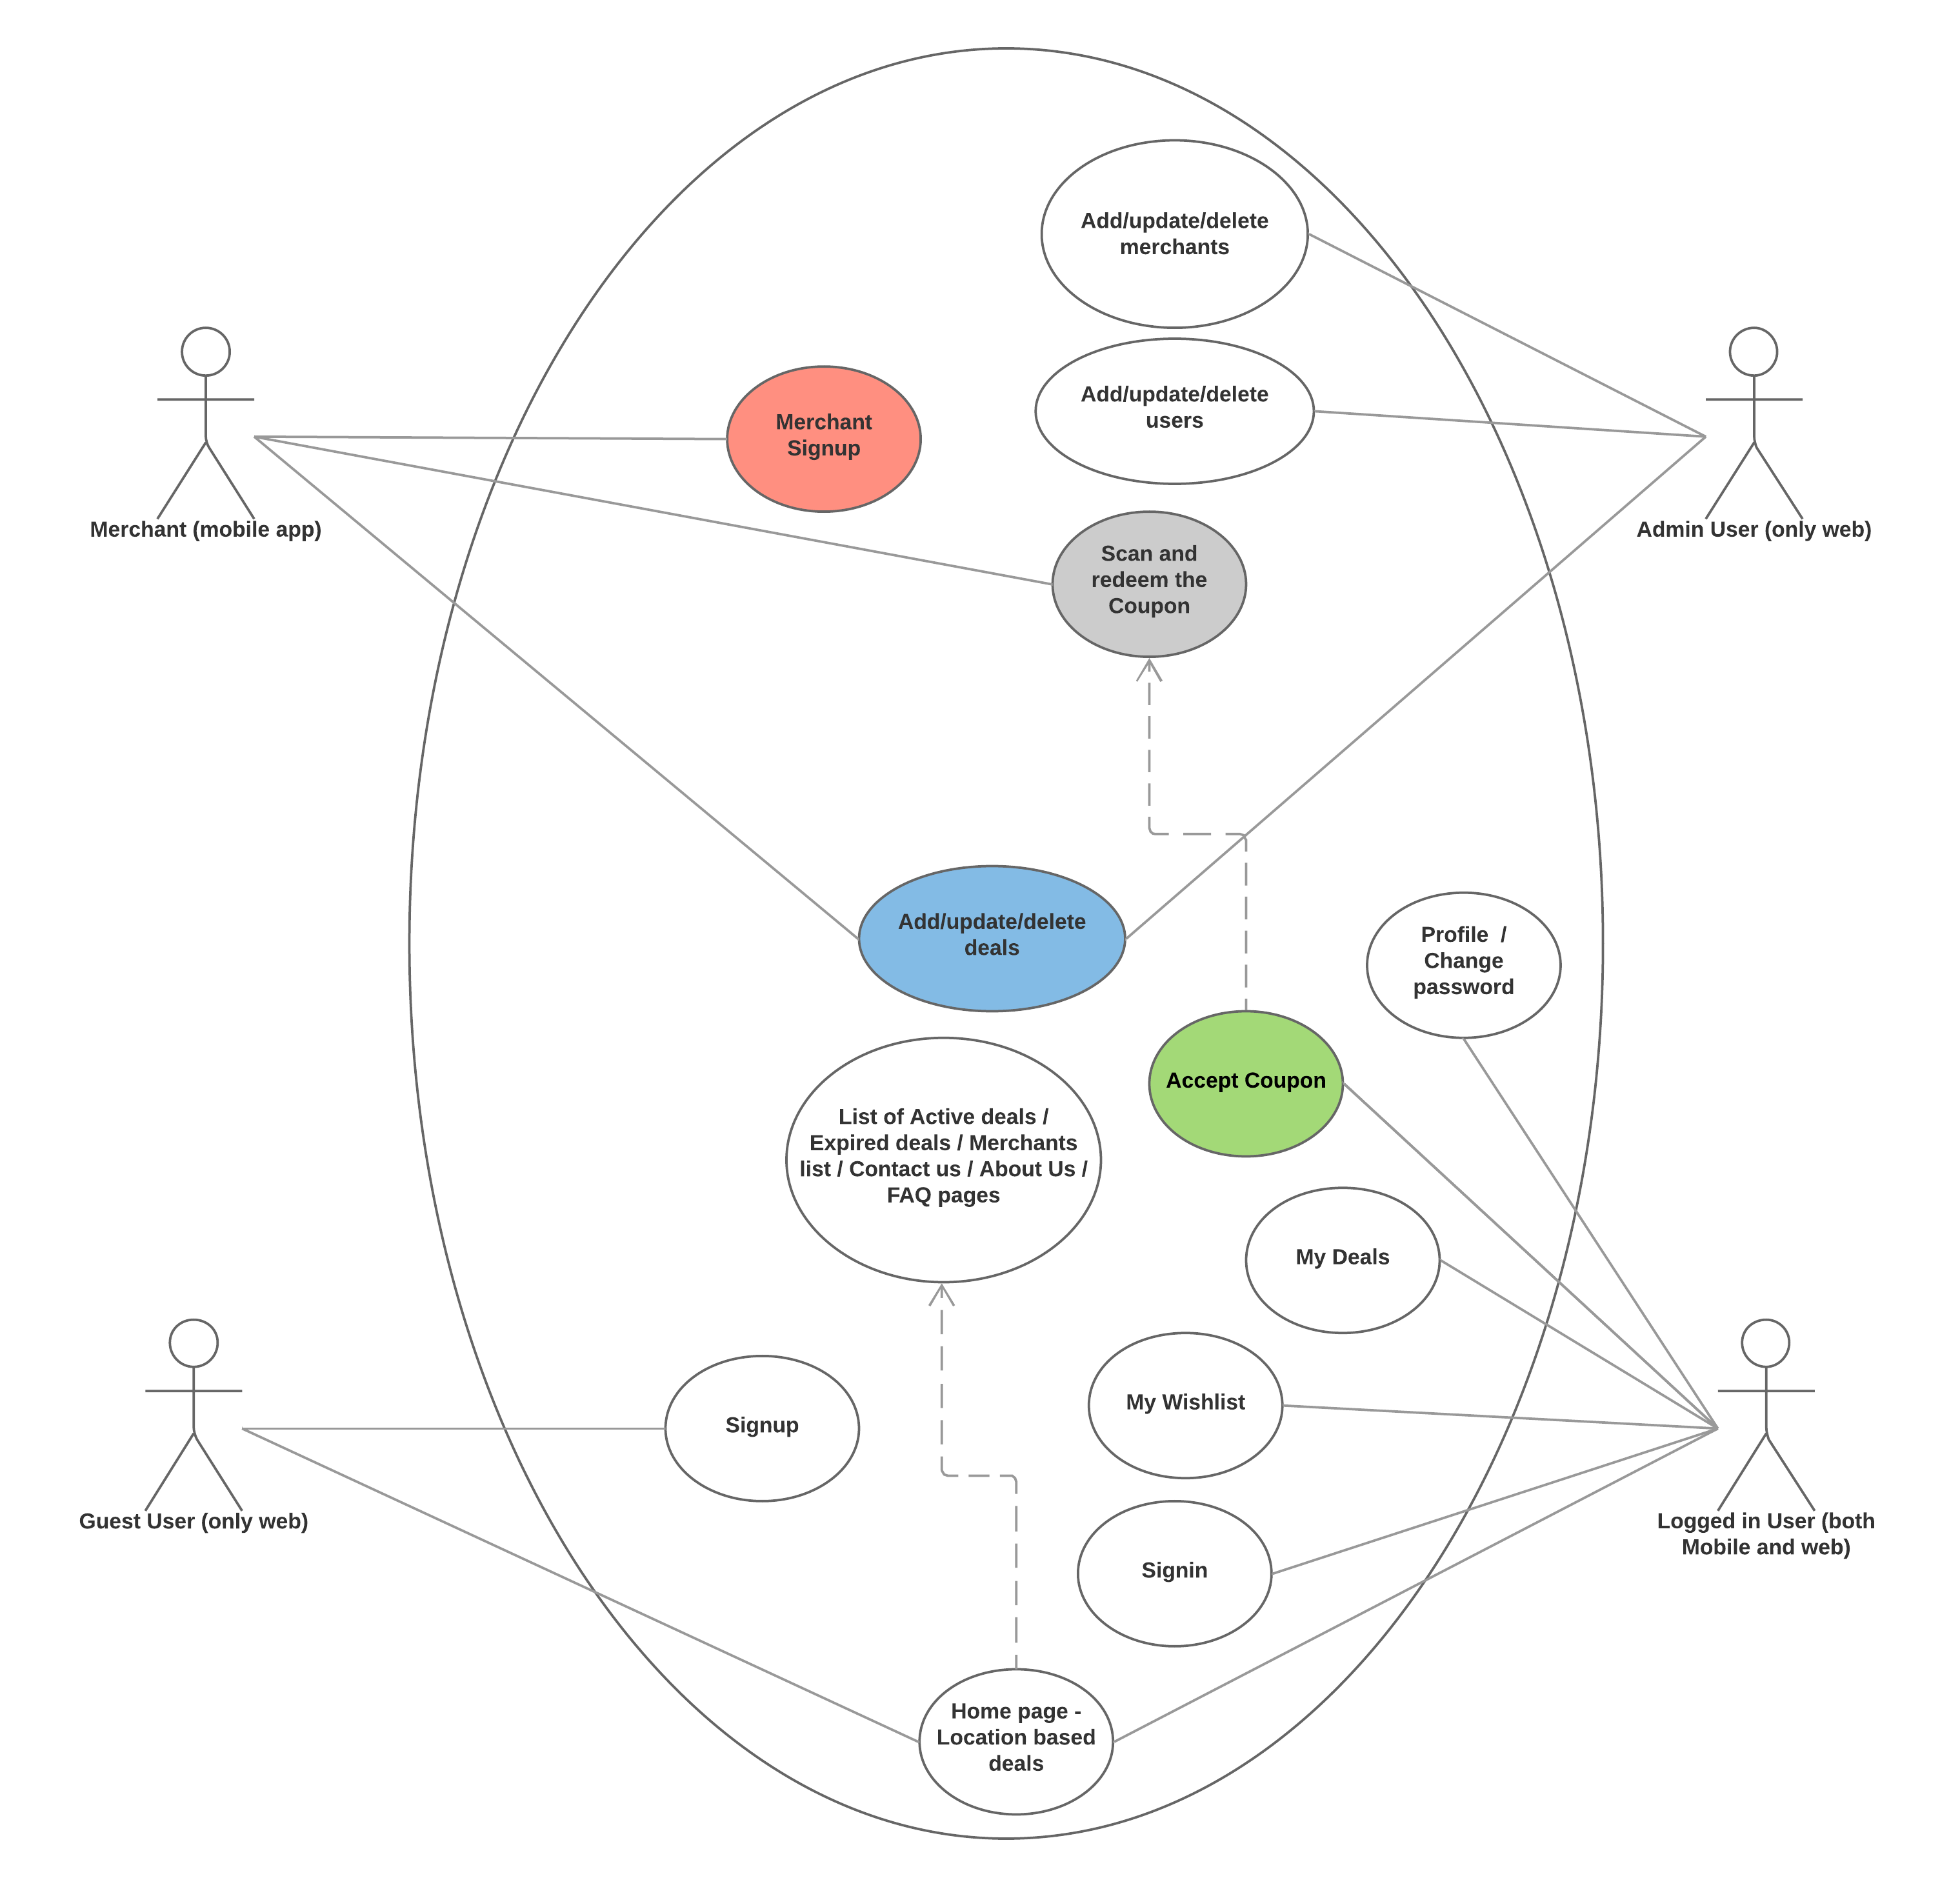 Add/update/delete
merchants
Add/update/delete
users
Merchant
Signup
Merchant (mobile app)
Admin User (only web)
Scan and
redeem the
Coupon
Add/update/delete
deals
Profile  /
Change
password
Accept Coupon
List of Active deals /
Expired deals / Merchants
list / Contact us / About Us /
FAQ pages
My Deals
My Wishlist
Signup
Guest User (only web)
Logged in User (both
Mobile and web)
Signin
Home page -
Location based
deals